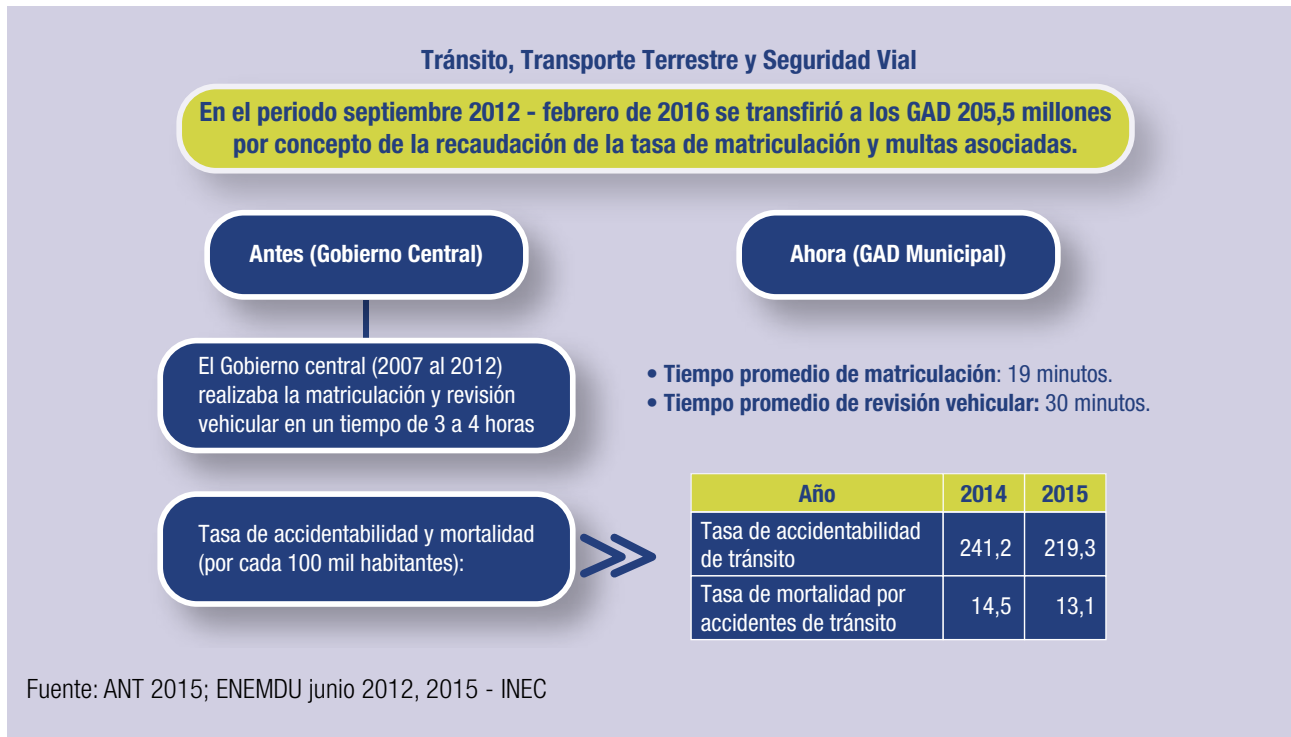 Tránsito, Transporte Terrestre y Seguridad Vial
En el periodo septiembre 2012 - febrero de 2016 se transfirió a los GAD 205,5 millones
por concepto de la recaudación de la tasa de matriculación y multas asociadas.
Antes (Gobierno Central)
Ahora (GAD Municipal)
El Gobierno central (2007 al 2012)
realizaba la matriculación y revisión
vehicular en un tiempo de 3 a 4 horas
• Tiempo promedio de matriculación: 19 minutos.
• Tiempo promedio de revisión vehicular: 30 minutos.
Tasa de accidentabilidad y mortalidad
(por cada 100 mil habitantes):
Año 2014 2015
Tasa de accidentabilidad
de tránsito 241,2 219,3
Tasa de mortalidad por
accidentes de tránsito 14,5 13,1
Fuente: ANT 2015; ENEMDU junio 2012, 2015 - INEC